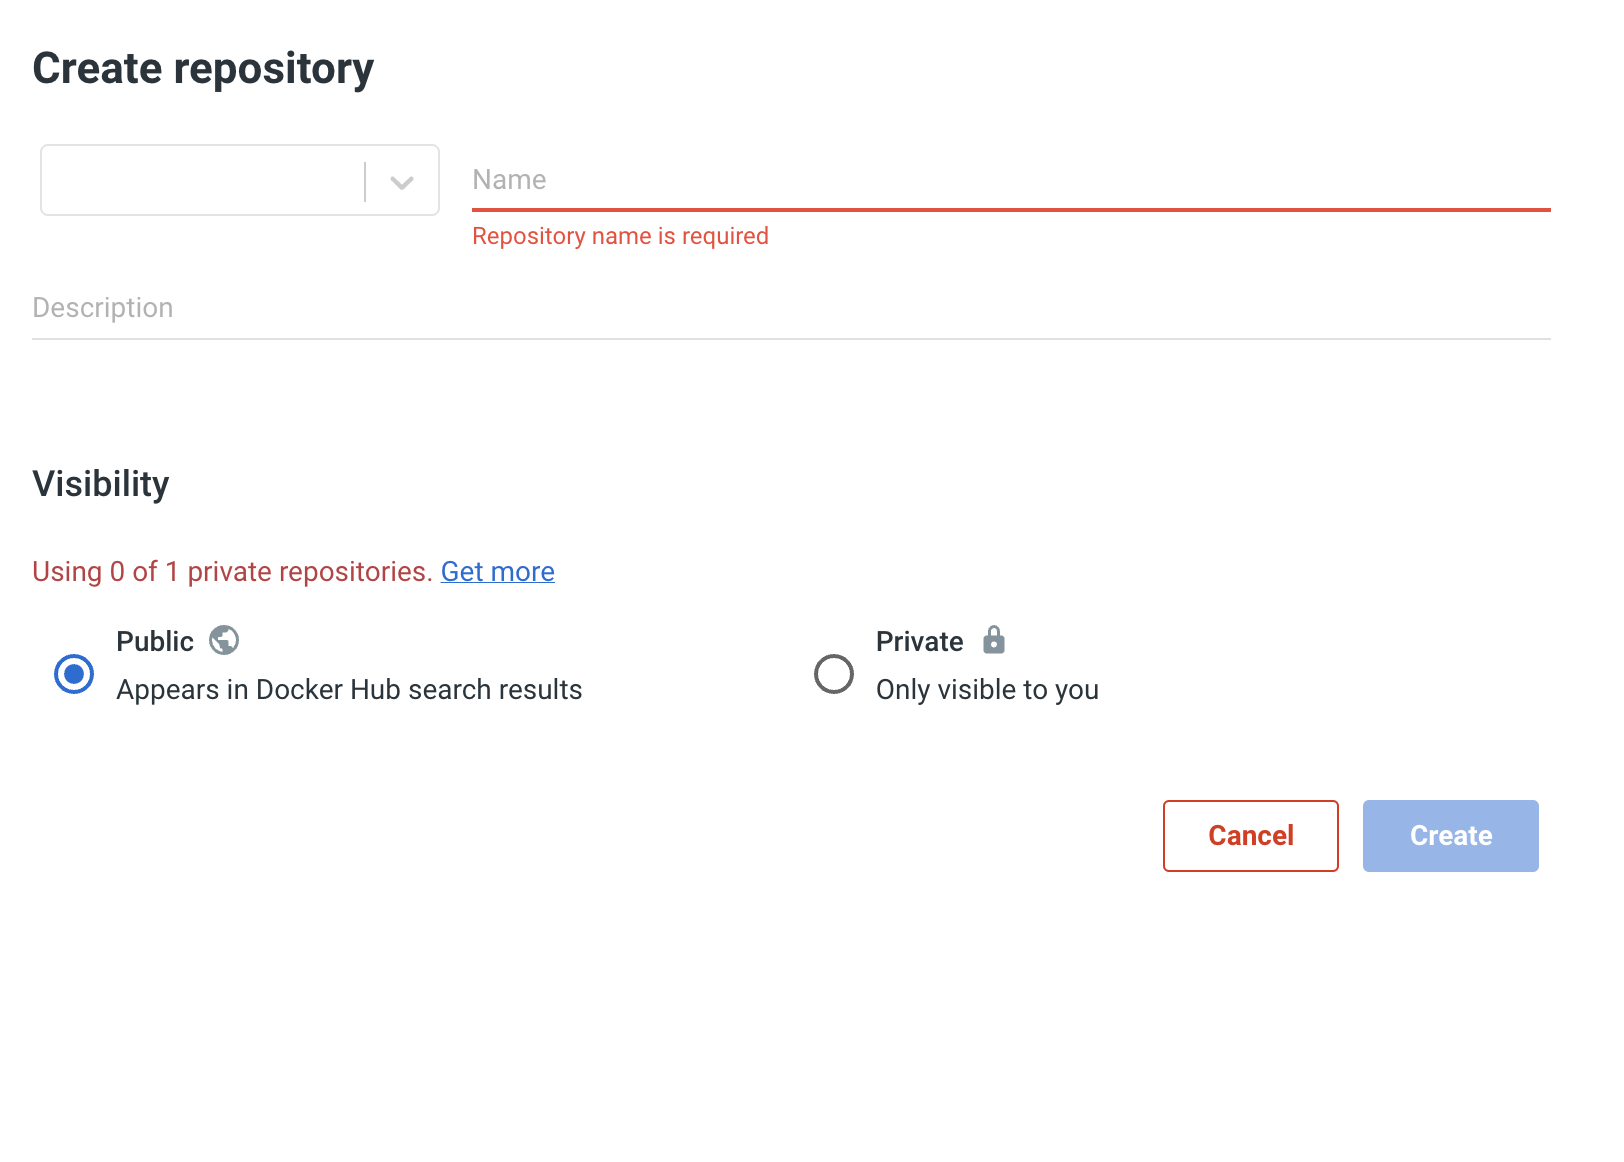 Create repository
Name
Repository name is required
Description
Visibility
Using 0 of 1 private repositories. Get more
Public
Appears in Docker Hub search results
Private
Only visible to you
Cancel
Create